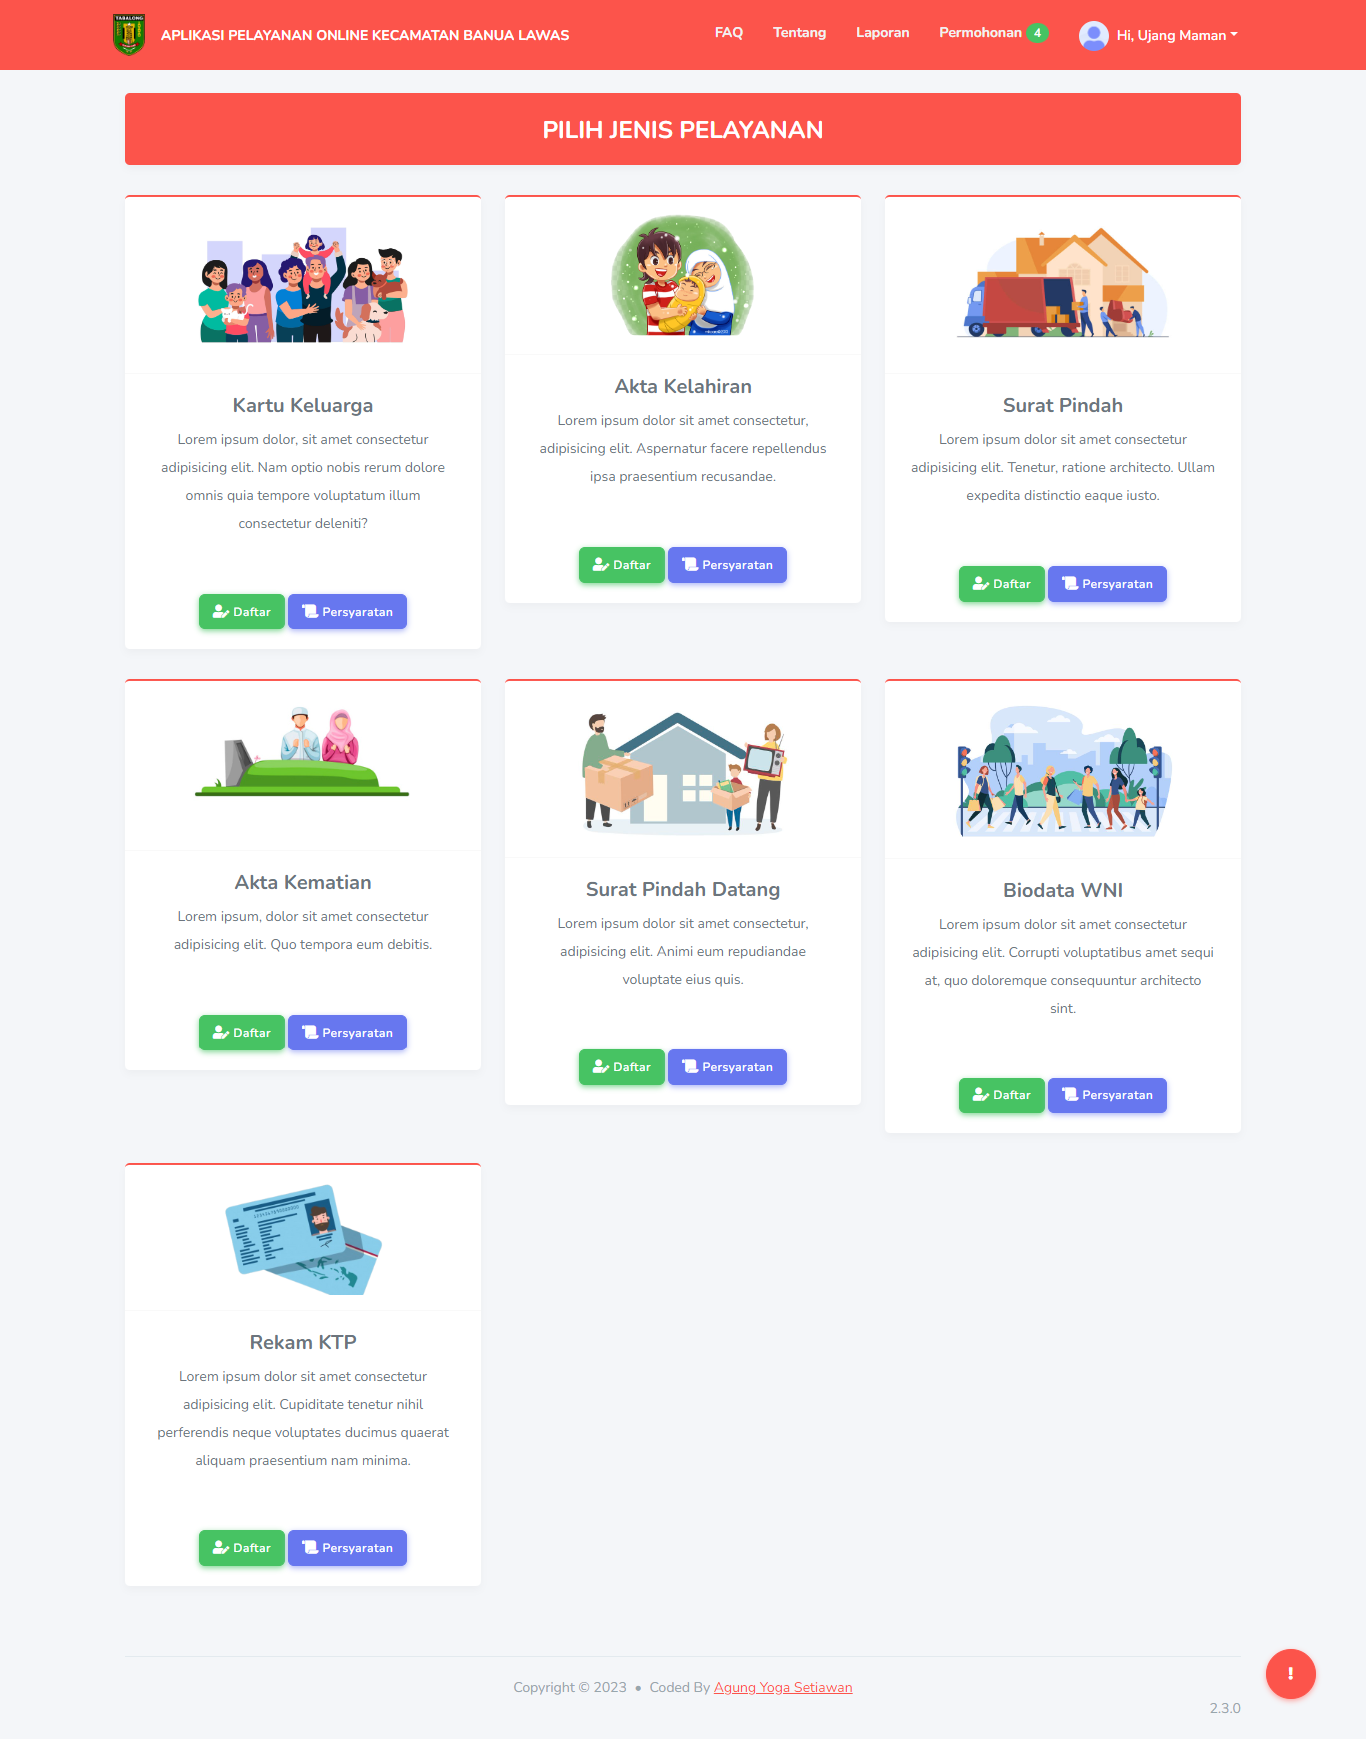 TABALONG
APLIKASI PELAYANAN ONLINE KECAMATAN BANUA LAWAS
FAQ
Tentang
Laporan
Permohonan 4
Hi, Ujang Maman
PILIH JENIS PELAYANAN
Kartu Keluarga
Lorem ipsum dolor, sit amet consectetur
adipisicing elit. Nam optio nobis rerum dolore
omnis quia tempore voluptatum illum
consectetur deleniti?
Daftar
Persyaratan
Akta Kelahiran
Lorem ipsum dolor sit amet consectetur,
adipisicing elit. Aspernatur facere repellendus
ipsa praesentium recusandae.
Daftar
Persyaratan
Surat Pindah
Lorem ipsum dolor sit amet consectetur
adipisicing elit. Tenetur, ratione architecto. Ullam
expedita distinctio eaque iusto.
Daftar
Persyaratan
Akta Kematian
Lorem ipsum, dolor sit amet consectetur
adipisicing elit. Quo tempora eum debitis.
Daftar
Persyaratan
Surat Pindah Datang
Lorem ipsum dolor sit amet consectetur,
adipisicing elit. Animi eum repudiandae
voluptate eius quis.
Daftar
Persyaratan
Biodata WNI
Lorem ipsum dolor sit amet consectetur
adipisicing elit. Corrupti voluptatibus amet sequi
at, quo doloremque consequuntur architecto
sint.
Daftar
Persyaratan
Rekam KTP
Lorem ipsum dolor sit amet consectetur
adipisicing elit. Cupiditate tenetur nihil
perferendis neque voluptates ducimus quaerat
aliquam praesentium nam minima.
Daftar
Persyaratan
Copyright © 2023 • Coded By Agung Yoga Setiawan
2.3.0